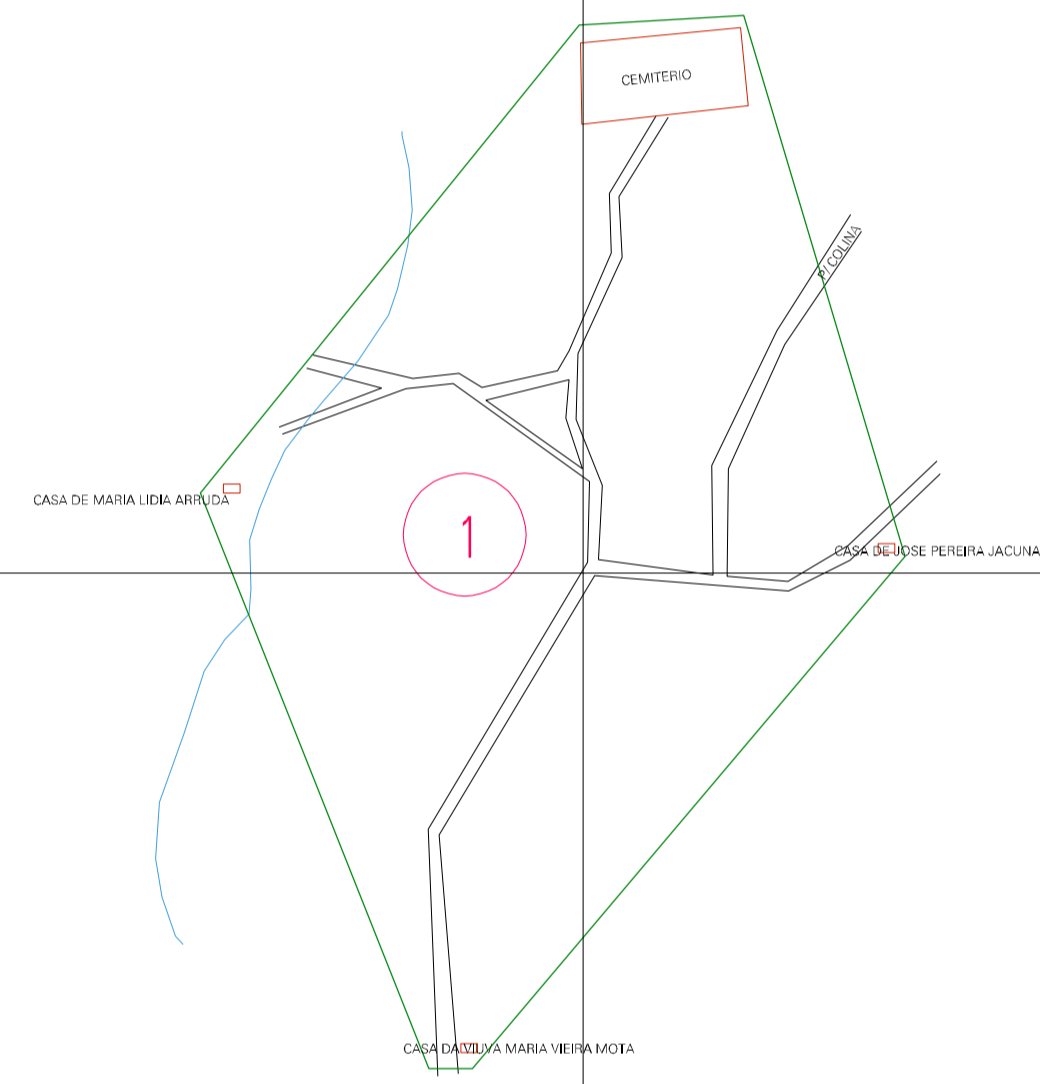 CEMITERIO
P/ COLINA
CASA DE MARIA LIDIA ARRUDA
1
CASA DE JOSE PEREIRA JACUNA
CASA DA VIUVA MARIA VIEIRA MOTA